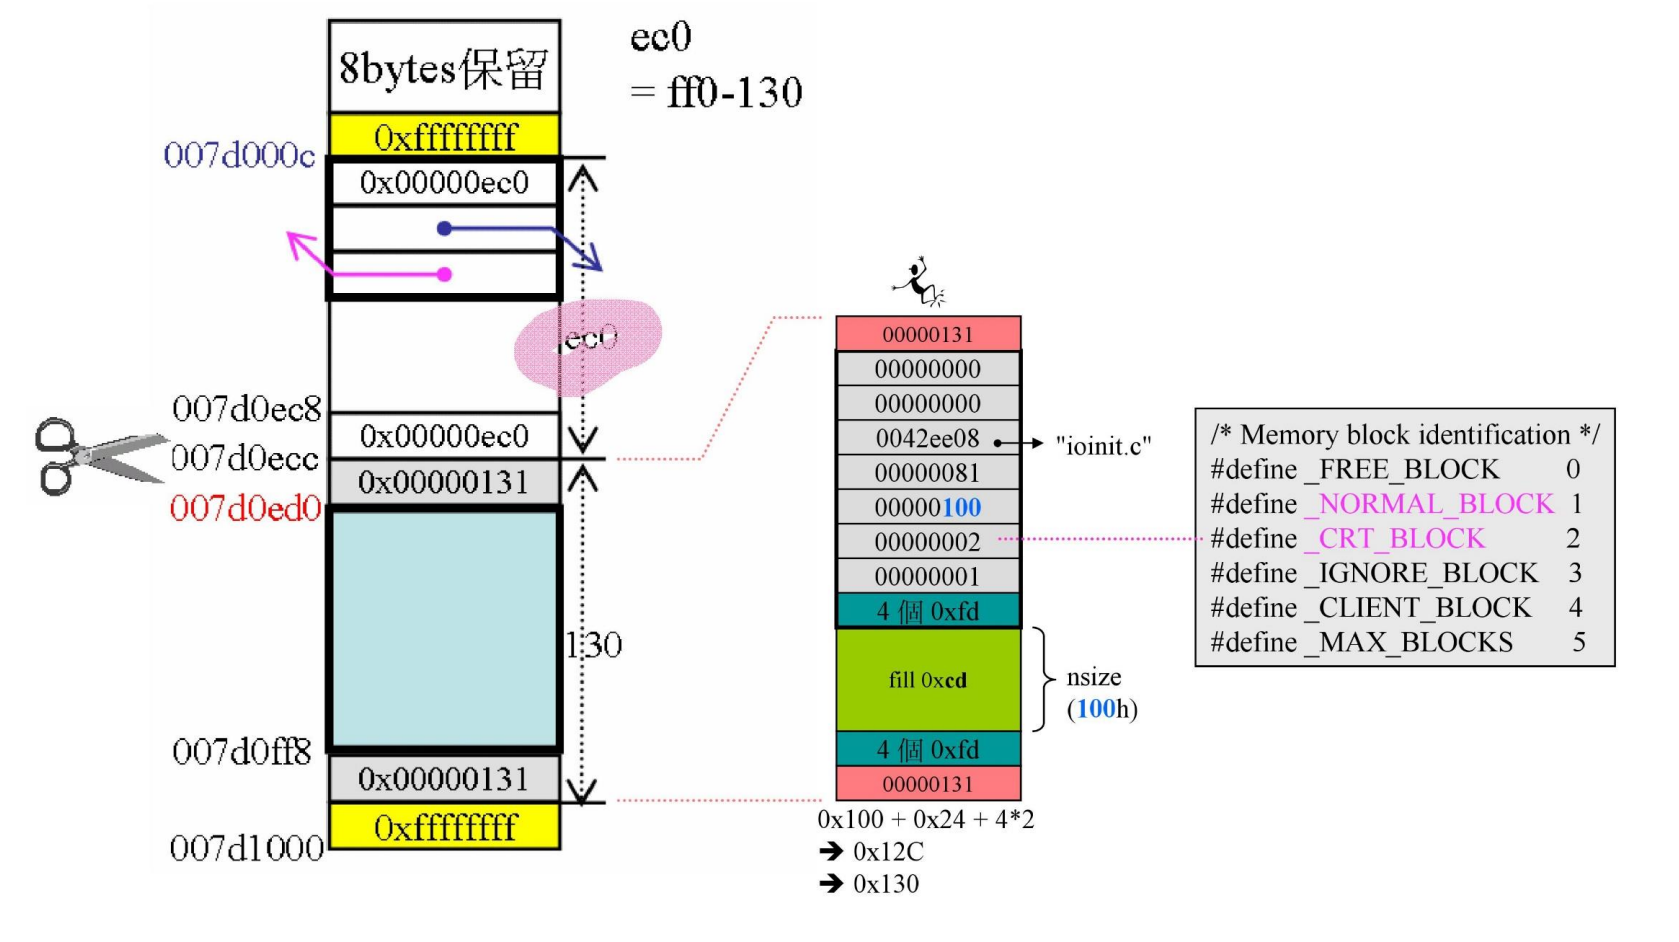 8bytes保留
0xffffffff
007d000c
0x00000ec0
ec0
= ff0-130
ec0
007d0ec8
0x00000ec0
007d0ecc
0x00000131
007d0ed0
130
007d0ff8
0x00000131
0xffffffff
007d1000
00000131
00000000
00000000
0042ee08
"ioinit.c"
00000081
00000100
00000002
00000001
4 個 0xfd
fill 0xcd
nsize
(100h)
4 個 0xfd
00000131
0x100 + 0x24 + 4*2
➔ 0x12C
➔ 0x130
/* Memory block identification */
#define _FREE_BLOCK 0
#define _NORMAL_BLOCK 1
#define _CRT_BLOCK 2
#define _IGNORE_BLOCK 3
#define _CLIENT_BLOCK 4
#define _MAX_BLOCKS 5